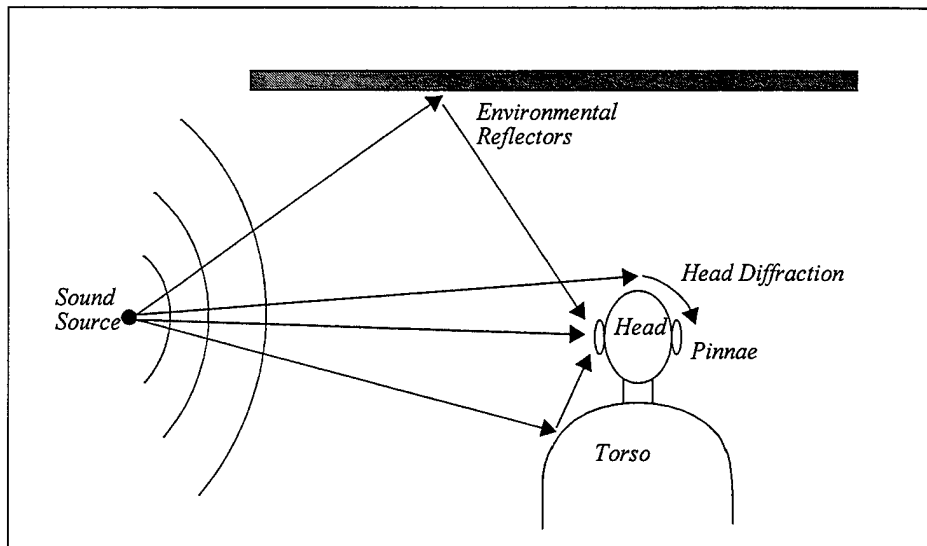 Environmental
Reflectors
Head Diffraction
Sound
Source
Head
Pinnae
Torso